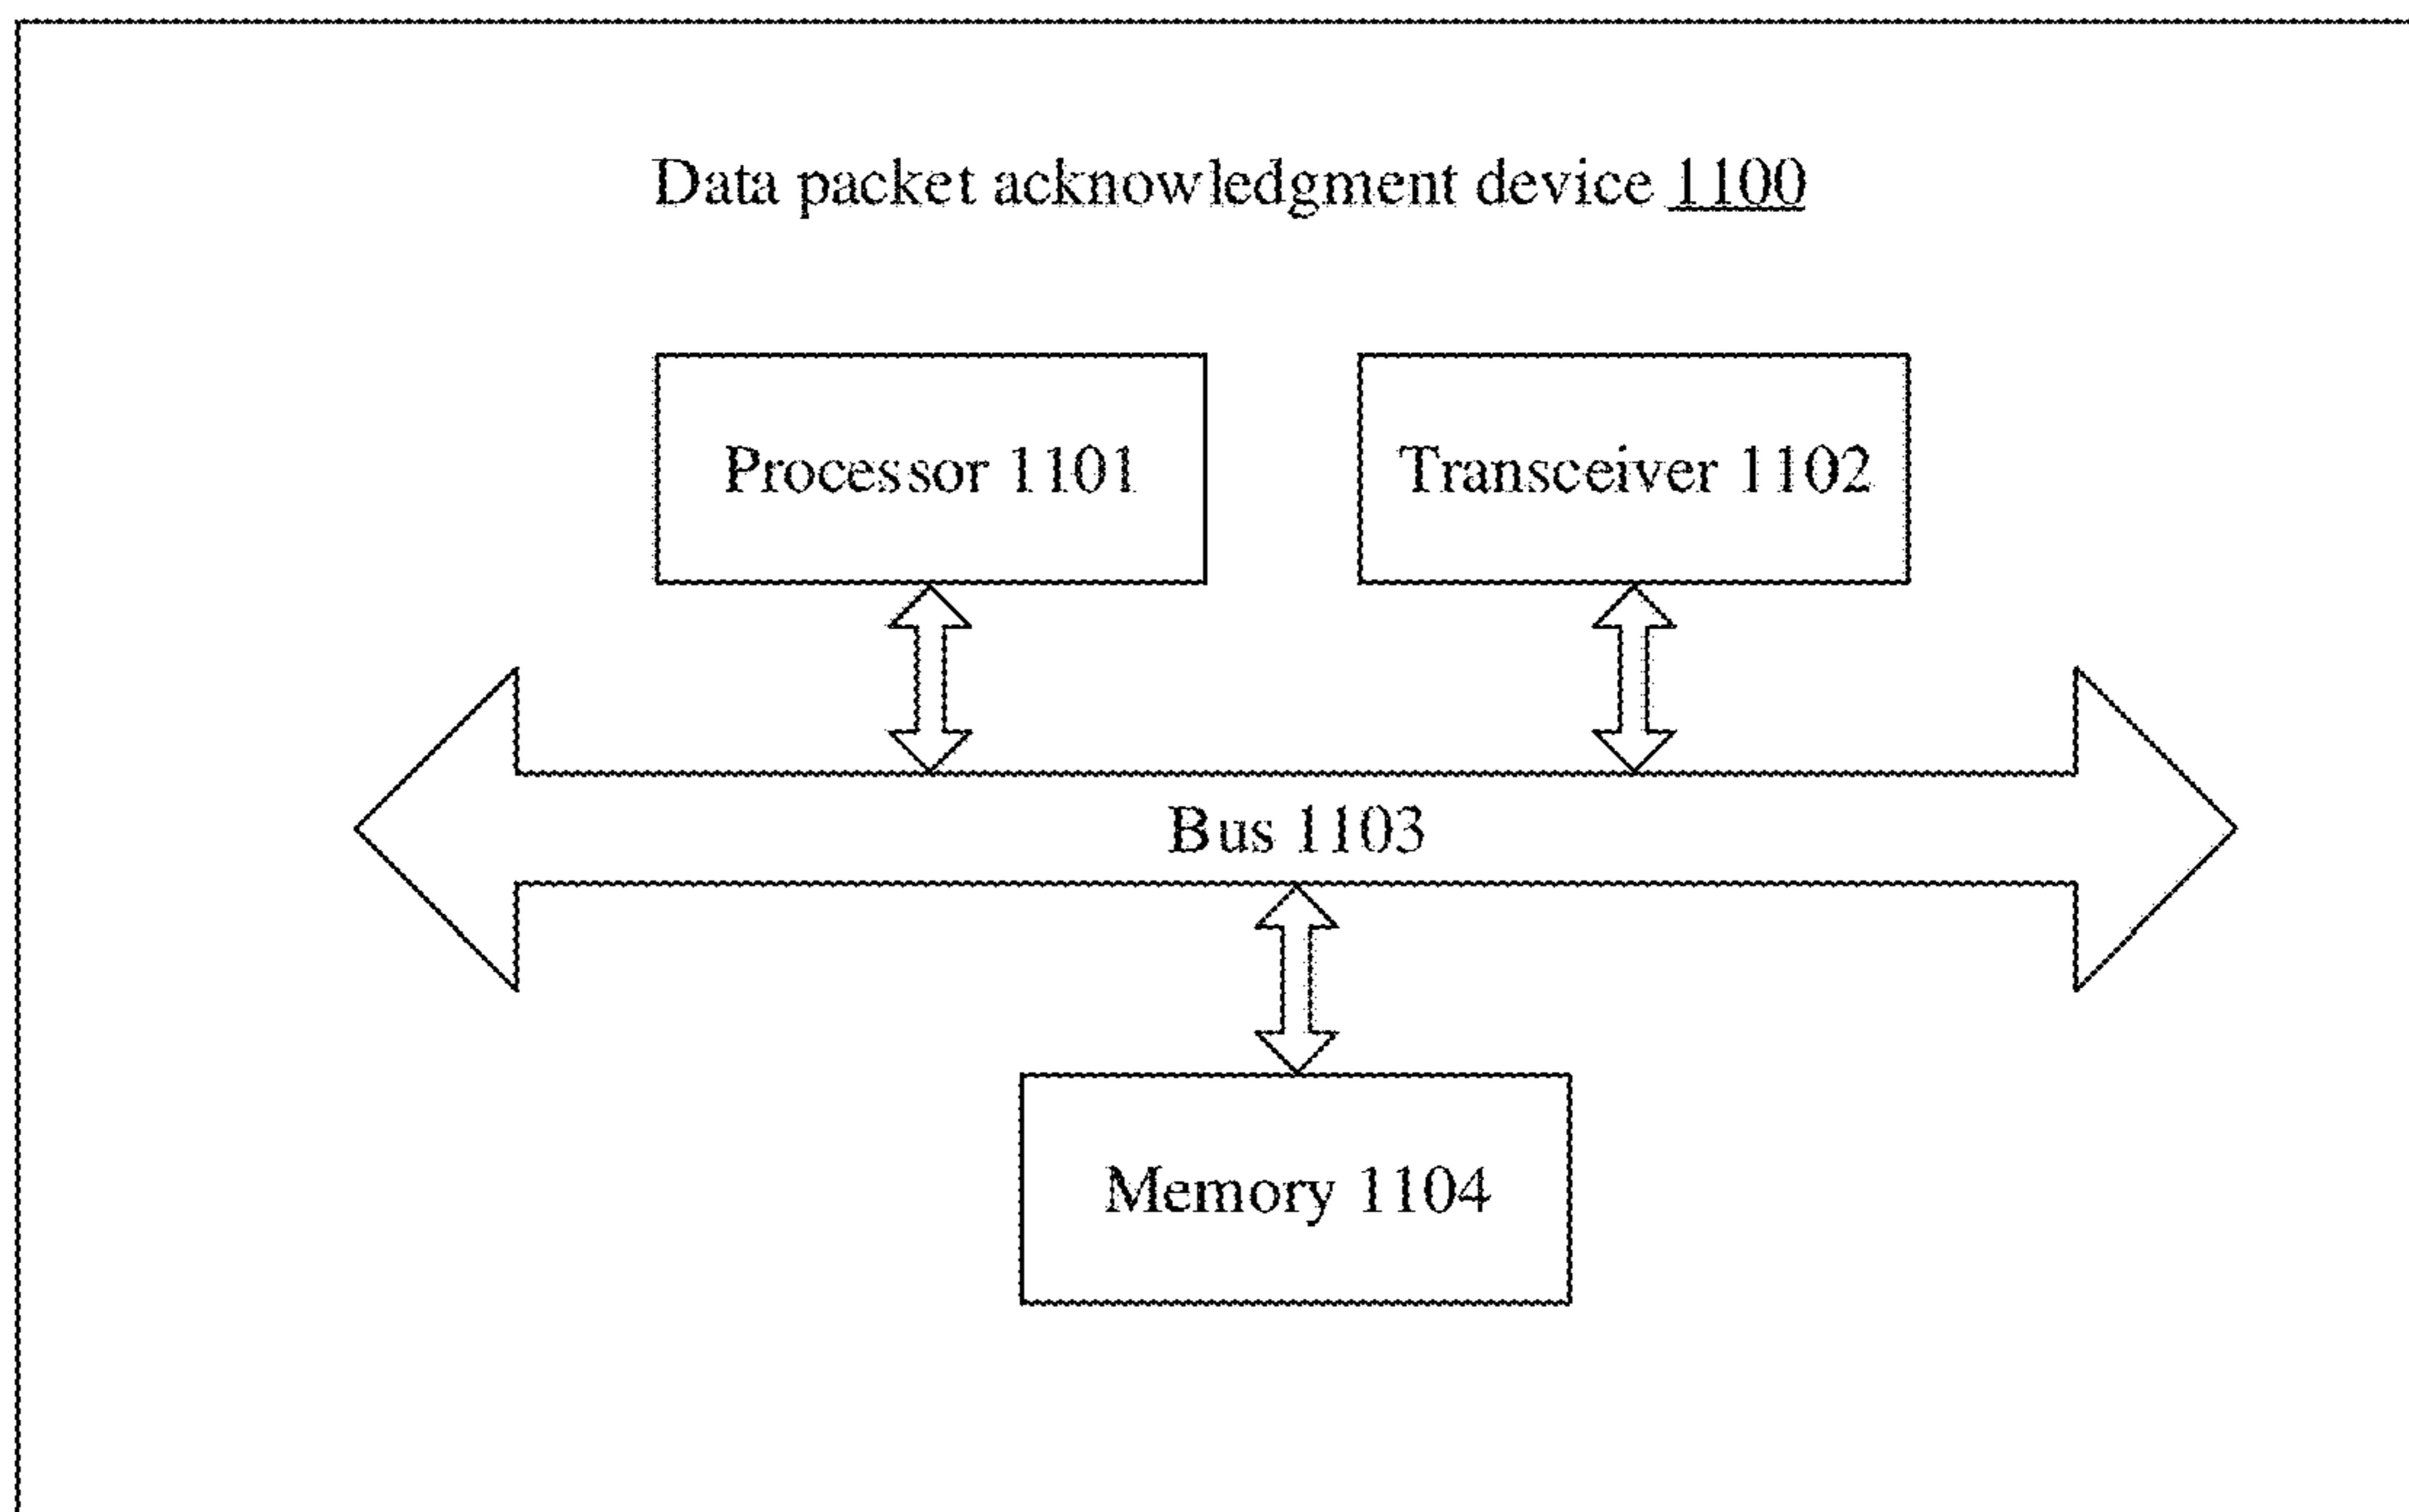 Data packet acknowledgment device 1100
Processor 1101
Transceiver 1102
Bus 1103
Memory 1104